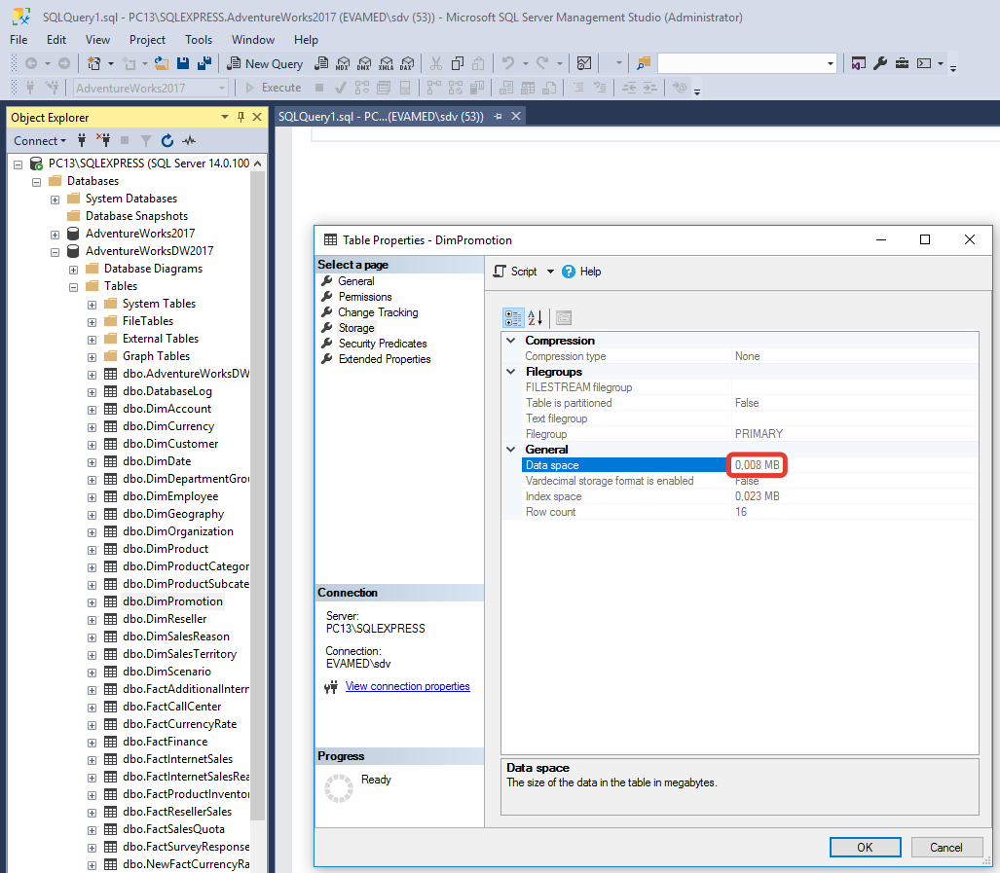 SQLQuery1.sql - PC13\SQLEXPRESS.AdventureWorks2017 (EVAMED\sdv (53)) - Microsoft SQL Server Management Studio (Administrator)
File Edit View Project Tools Window Help
New Query MDX DMX XMLA DAX
AdventureWorks2017 Execute
Object Explorer
SQLQuery1.sql - PC...(EVAMED\sdv (53))
Connect
PC13\SQLEXPRESS (SQL Server 14.0.100
Databases
System Databases
Database Snapshots
AdventureWorks2017
AdventureWorksDW2017
Database Diagrams
Tables
System Tables
FileTables
External Tables
Graph Tables
dbo.AdventureWorksDW
dbo.DatabaseLog
dbo.DimAccount
dbo.DimCurrency
dbo.DimCustomer
dbo.DimDate
dbo.DimDepartmentGrou
dbo.DimEmployee
dbo.DimGeography
dbo.DimOrganization
dbo.DimProduct
dbo.DimProductCategor
dbo.DimProductSubcate
dbo.DimPromotion
dbo.DimReseller
dbo.DimSalesReason
dbo.DimSalesTerritory
dbo.DimScenario
dbo.FactAdditionalIntern
dbo.FactCallCenter
dbo.FactCurrencyRate
dbo.FactFinance
dbo.FactInternetSales
dbo.FactInternetSalesRea
dbo.FactProductInventor
dbo.FactResellerSales
dbo.FactSalesQuota
dbo.FactSurveyResponse
dbo.NewFactCurrencyRa
Table Properties - DimPromotion
Select a page
General
Permissions
Change Tracking
Storage
Security Predicates
Extended Properties
Script Help
Compression
Compression type None
Filegroups
FILESTREAM filegroup
Table is partitioned False
Text filegroup
Filegroup PRIMARY
General
Data space 0,008 MB
Vardecimal storage format is enabled False
Index space 0,023 MB
Row count 16
Connection
Server:
PC13\SQLEXPRESS
Connection:
EVAMED\sdv
View connection properties
Progress
Ready
Data space
The size of the data in the table in megabytes.
OK Cancel